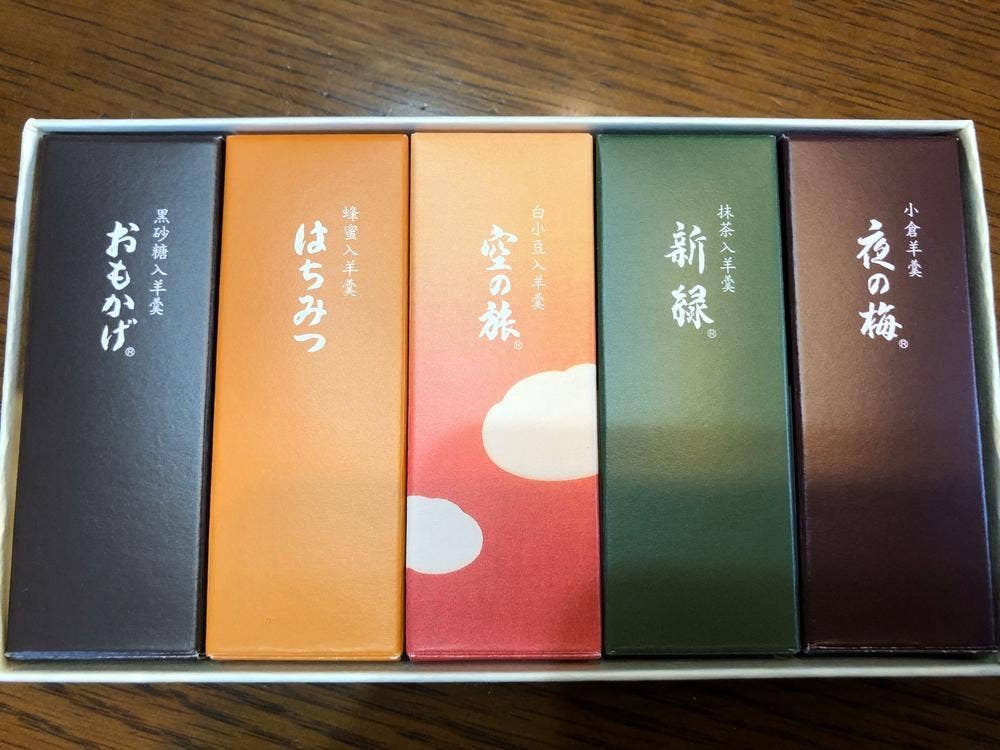 小倉羊羹
夜の梅®
抹茶入羊羹
新緑®
白小豆入羊羹
空の旅®
蜂蜜入羊羹
はちみつ
黒砂糖入羊羹
おもかげ®